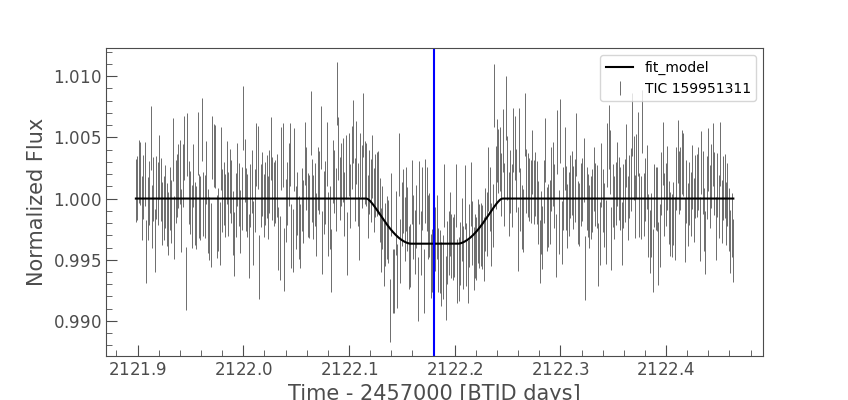 1.010
1.005
1.000
0.995
0.990
Normalized Flux
fit_model
TIC 159951311
2121.9 2122.0 2122.1 2122.2 2122.3 2122.4
Time - 2457000 [BTJD days]